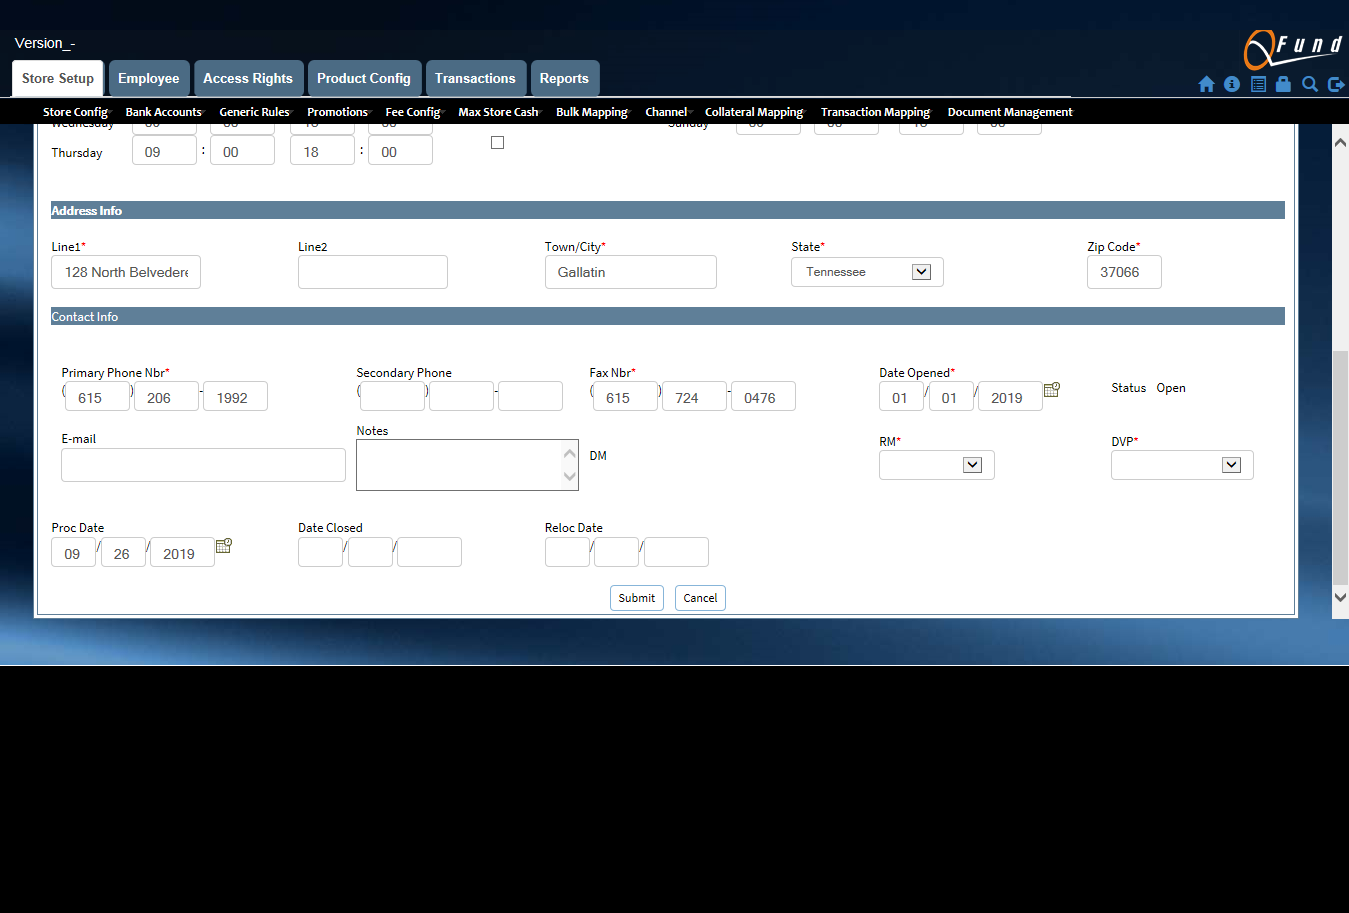 Version_-
Fund
Store Setup Employee Access Rights Product Config Transactions Reports
Store Config Bank Accounts Generic Rules Promotions Fee Config Max Store Cash Bulk Mapping Channel Collateral Mapping Transaction Mapping Document Management
Wednesday Sunday
Thursday 09 : 00 18 : 00
Address Info
Line1* Line2 Town/City* State* Zip Code*
128 North Belvedere Gallatin Tennessee 37066
Contact Info
Primary Phone Nbr* Secondary Phone Fax Nbr* Date Opened*
(615) 206-1992 ( ) - (615) 724-0476 01/01/2019 Status Open
E-mail Notes DM RM* DVP*
Proc Date Date Closed Reloc Date
09/26/2019 / / / /
Submit Cancel